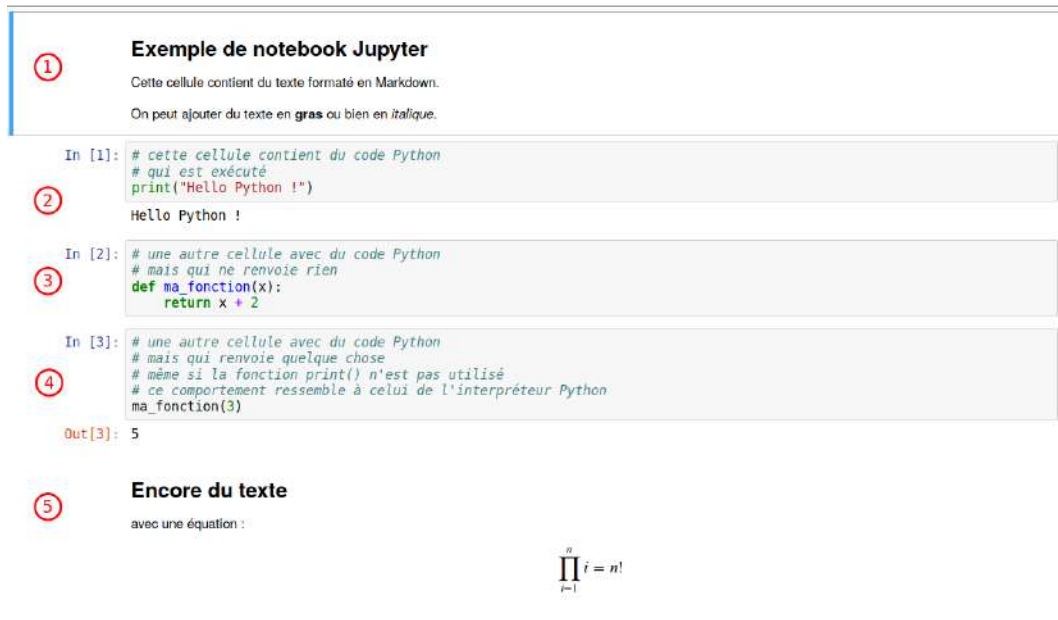 Exemple de notebook Jupyter
1
Cette cellule contient du texte formaté en Markdown.
On peut ajouter du texte en gras ou bien en italique.
In [1]: # cette cellule contient du code Python
# qui est exécuté
2 print("Hello Python !")
Hello Python !
In [2]: # une autre cellule avec du code Python
# mais qui ne renvoie rien
3 def ma_fonction(x):
return x + 2
In [3]: # une autre cellule avec du code Python
# mais qui renvoie quelque chose
# même si la fonction print() n'est pas utilisé
4 # ce comportement ressemble à celui de l'interpréteur Python
ma_fonction(3)
Out[3]: 5
Encore du texte
5
avec une équation :
∏_{i=1}^{n} i = n!